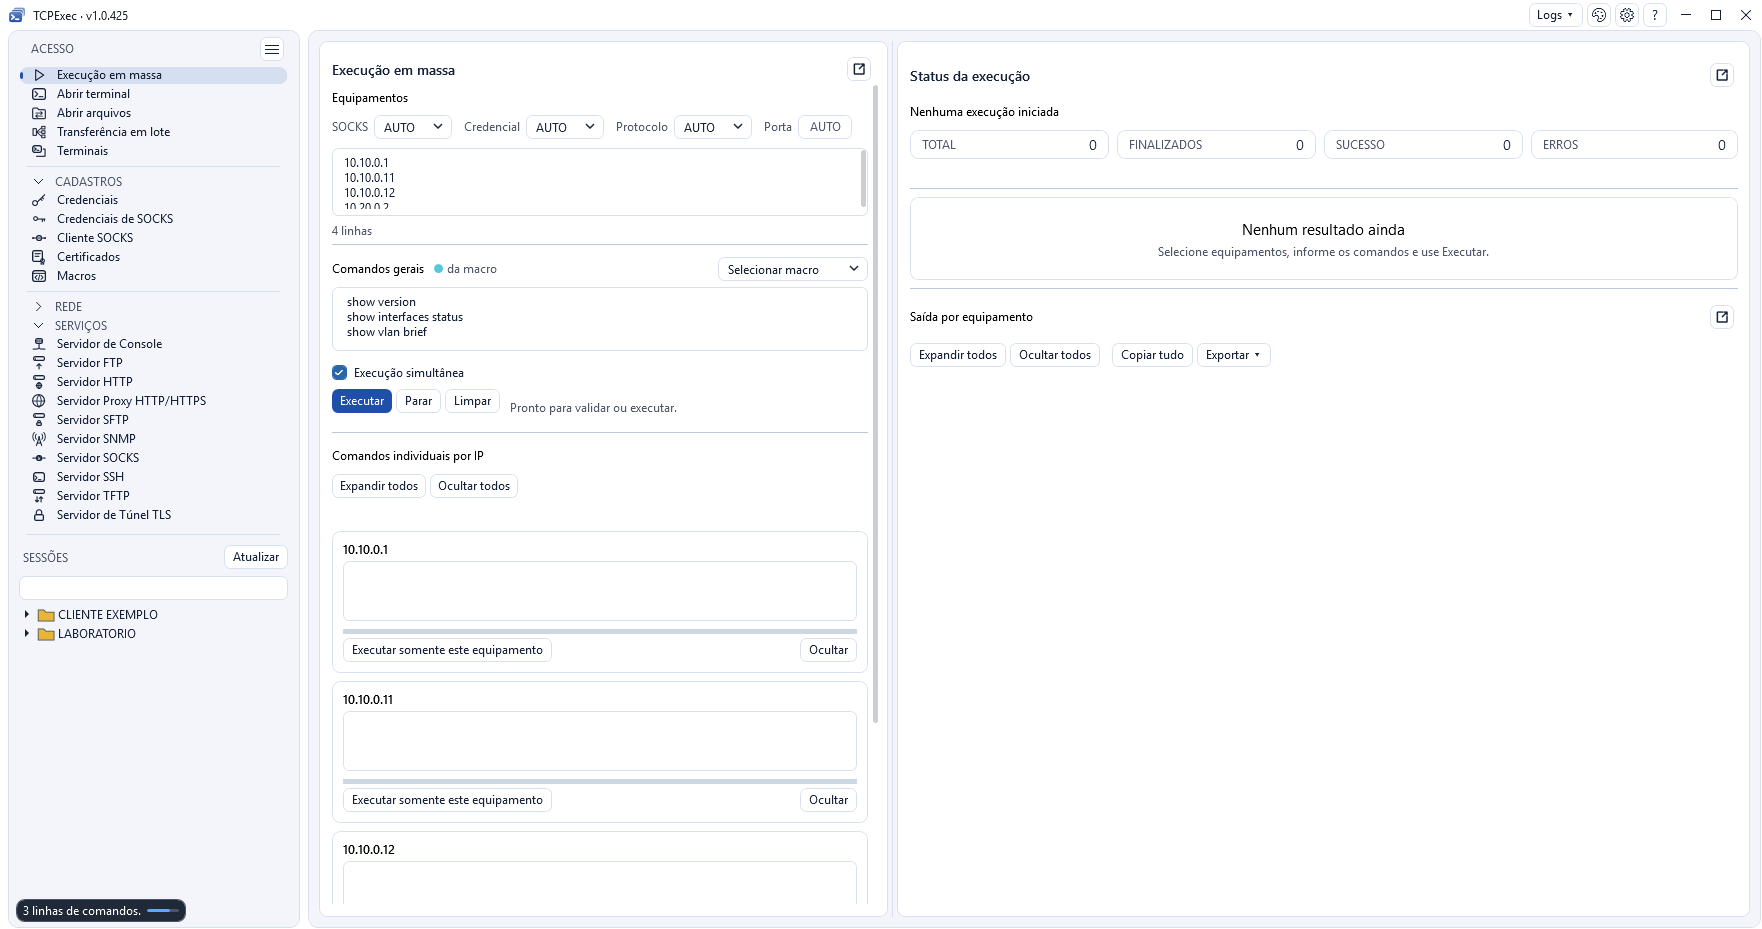 TCPExec · v1.0.425
Logs
?
ACESSO
Execução em massa
Abrir terminal
Abrir arquivos
Transferência em lote
Terminais
CADASTROS
Credenciais
Credenciais de SOCKS
Cliente SOCKS
Certificados
Macros
REDE
SERVIÇOS
Servidor de Console
Servidor FTP
Servidor HTTP
Servidor Proxy HTTP/HTTPS
Servidor SFTP
Servidor SNMP
Servidor SOCKS
Servidor SSH
Servidor TFTP
Servidor de Túnel TLS
SESSÕES Atualizar
CLIENTE EXEMPLO
LABORATORIO
3 linhas de comandos.
Execução em massa
Equipamentos
SOCKS AUTO Credencial AUTO Protocolo AUTO Porta AUTO
10.10.0.1
10.10.0.11
10.10.0.12
10.20.0.2
4 linhas
Comandos gerais da macro Selecionar macro
show version
show interfaces status
show vlan brief
Execução simultânea
Executar Parar Limpar Pronto para validar ou executar.
Comandos individuais por IP
Expandir todos Ocultar todos
10.10.0.1
Executar somente este equipamento Ocultar
10.10.0.11
Executar somente este equipamento Ocultar
10.10.0.12
Status da execução
Nenhuma execução iniciada
TOTAL 0 FINALIZADOS 0 SUCESSO 0 ERROS 0
Nenhum resultado ainda
Selecione equipamentos, informe os comandos e use Executar.
Saída por equipamento
Expandir todos Ocultar todos Copiar tudo Exportar